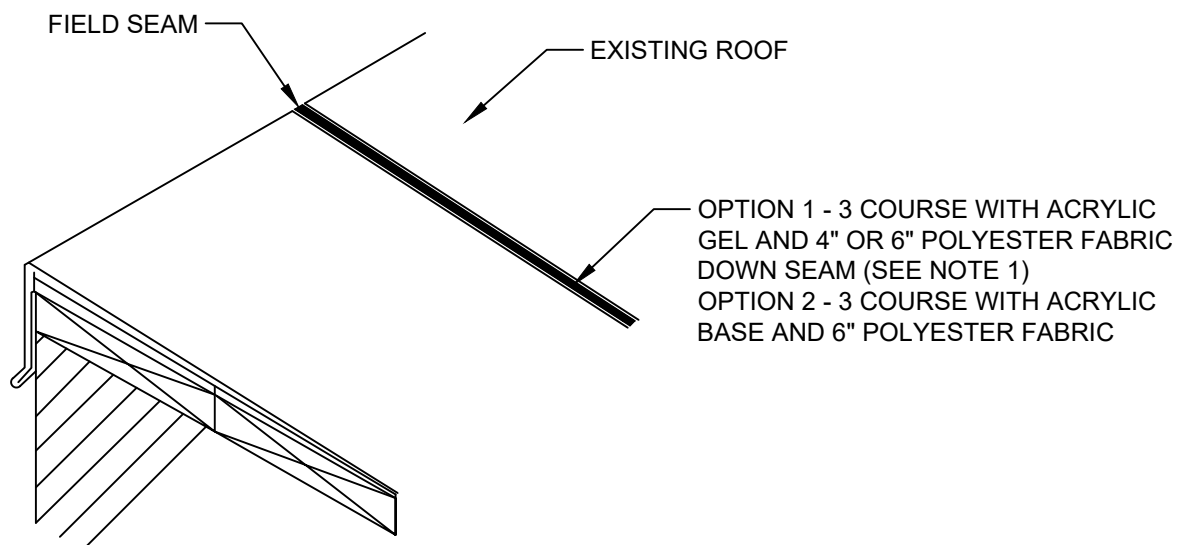 FIELD SEAM
EXISTING ROOF
OPTION 1 - 3 COURSE WITH ACRYLIC
GEL AND 4" OR 6" POLYESTER FABRIC
DOWN SEAM (SEE NOTE 1)
OPTION 2 - 3 COURSE WITH ACRYLIC
BASE AND 6" POLYESTER FABRIC